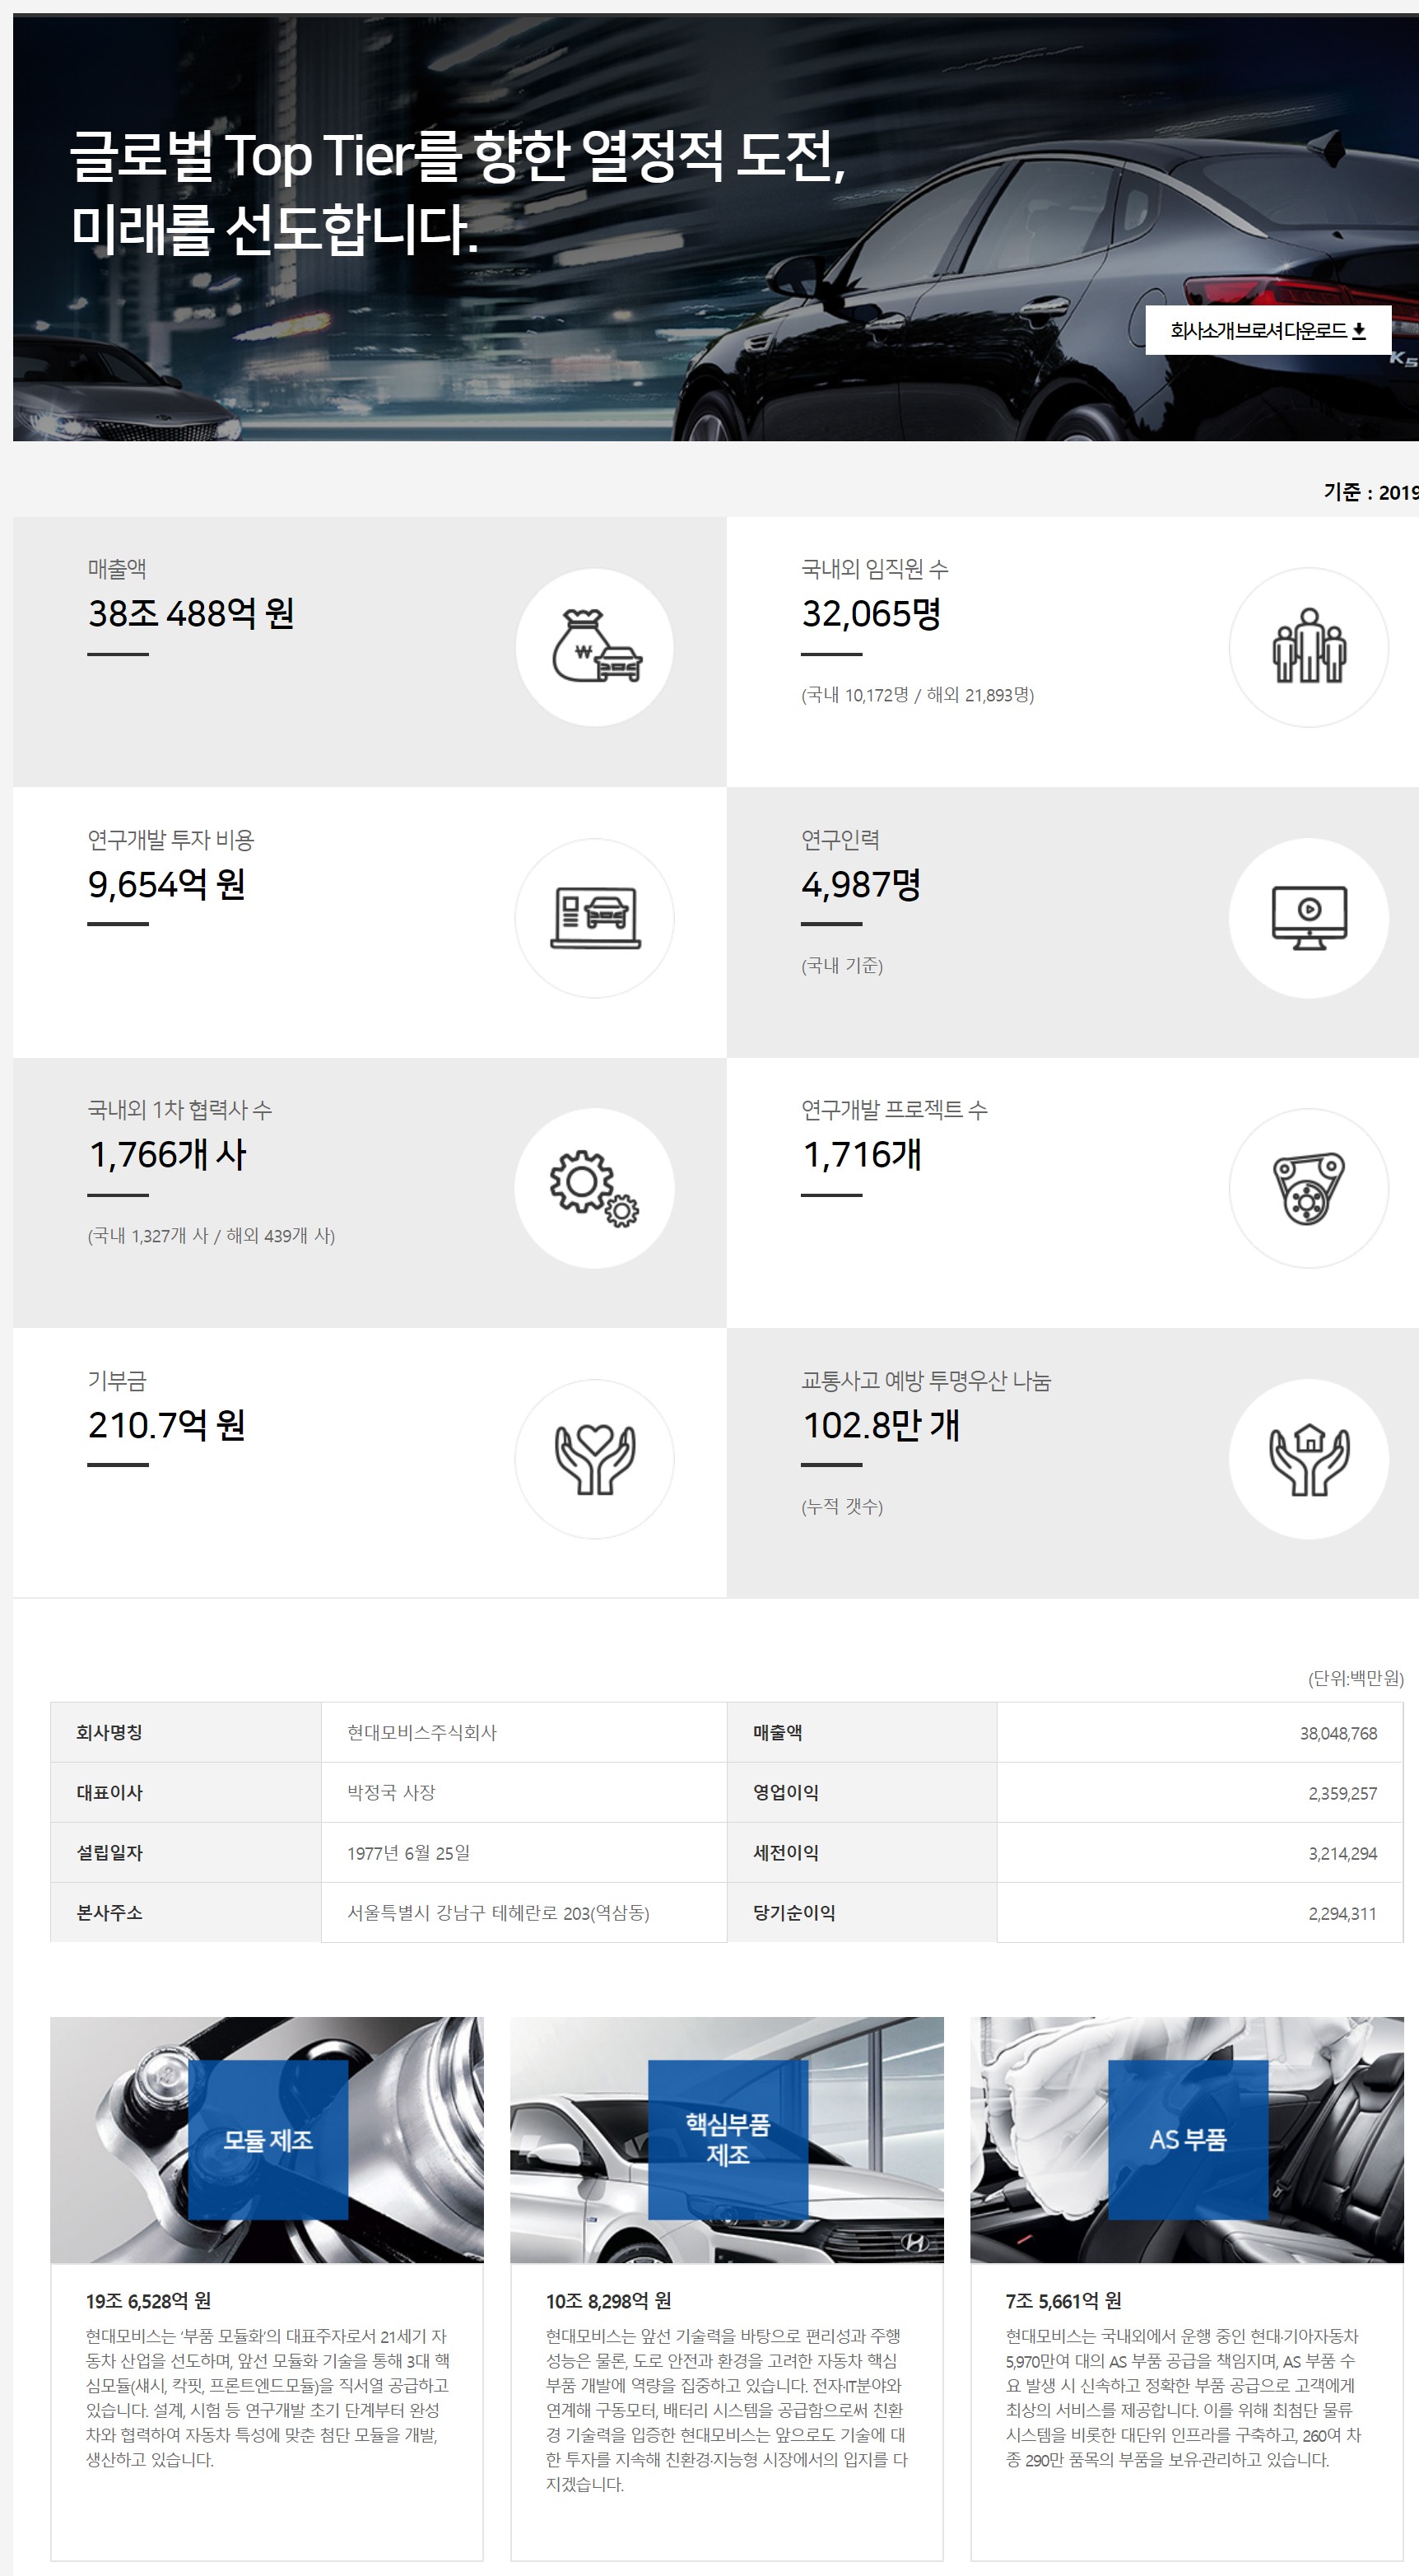 글로벌 Top Tier를 향한 열정적 도전,
미래를 선도합니다.
회사소개 브로셔 다운로드
K5
기준 : 2019
매출액
38조 488억 원
국내외 임직원 수
32,065명
(국내 10,172명 / 해외 21,893명)
연구개발 투자 비용
9,654억 원
연구인력
4,987명
(국내 기준)
국내외 1차 협력사 수
1,766개 사
(국내 1,327개 사 / 해외 439개 사)
연구개발 프로젝트 수
1,716개
기부금
210.7억 원
교통사고 예방 투명우산 나눔
102.8만 개
(누적 갯수)
(단위:백만원)
회사명칭 현대모비스주식회사 매출액 38,048,768
대표이사 박정국 사장 영업이익 2,359,257
설립일자 1977년 6월 25일 세전이익 3,214,294
본사주소 서울특별시 강남구 테헤란로 203(역삼동) 당기순이익 2,294,311
모듈 제조
19조 6,528억 원
현대모비스는 '부품 모듈화'의 대표주자로서 21세기 자
동차 산업을 선도하며, 앞선 모듈화 기술을 통해 3대 핵
심모듈(섀시, 칵핏, 프론트엔드모듈)을 직서열 공급하고
있습니다. 설계, 시험 등 연구개발 초기 단계부터 완성
차와 협력하여 자동차 특성에 맞춘 첨단 모듈을 개발,
생산하고 있습니다.
핵심부품
제조
10조 8,298억 원
현대모비스는 앞선 기술력을 바탕으로 편리성과 주행
성능은 물론, 도로 안전과 환경을 고려한 자동차 핵심
부품 개발에 역량을 집중하고 있습니다. 전자·IT분야와
연계해 구동모터, 배터리 시스템을 공급함으로써 친환
경 기술력을 입증한 현대모비스는 앞으로도 기술에 대
한 투자를 지속해 친환경·지능형 시장에서의 입지를 다
지겠습니다.
AS 부품
7조 5,661억 원
현대모비스는 국내외에서 운행 중인 현대·기아자동차
5,970만여 대의 AS 부품 공급을 책임지며, AS 부품 수
요 발생 시 신속하고 정확한 부품 공급으로 고객에게
최상의 서비스를 제공합니다. 이를 위해 최첨단 물류
시스템을 비롯한 대단위 인프라를 구축하고, 260여 차
종 290만 품목의 부품을 보유·관리하고 있습니다.